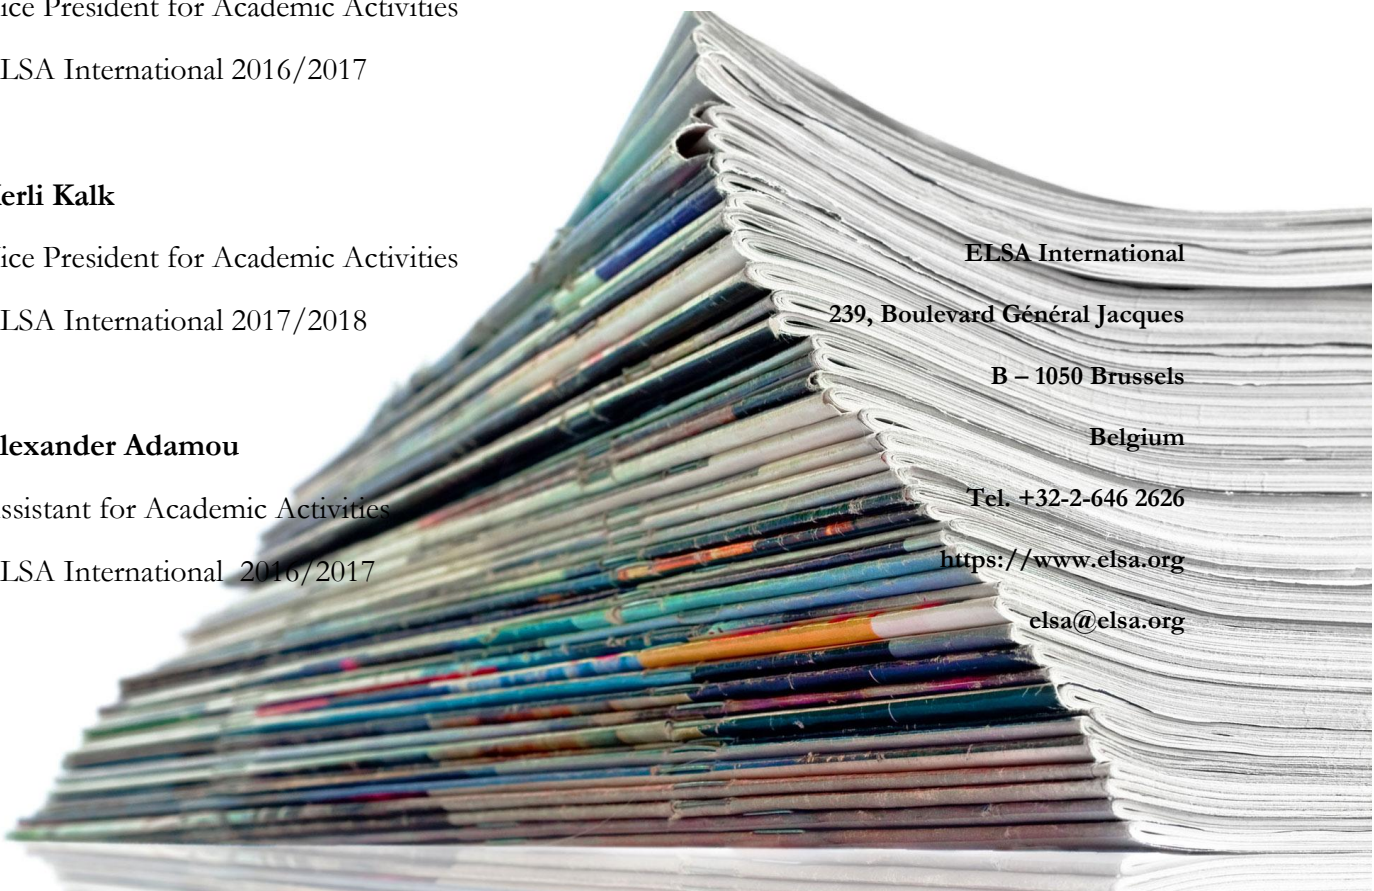 ice President for Academic Activities
LSA International 2016/2017
erli Kalk
ice President for Academic Activities
LSA International 2017/2018
lexander Adamou
ssistant for Academic Activities
LSA International 2016/2017
ELSA International
239, Boulevard Général Jacques
B – 1050 Brussels
Belgium
Tel. +32-2-646 2626
https://www.elsa.org
elsa@elsa.org